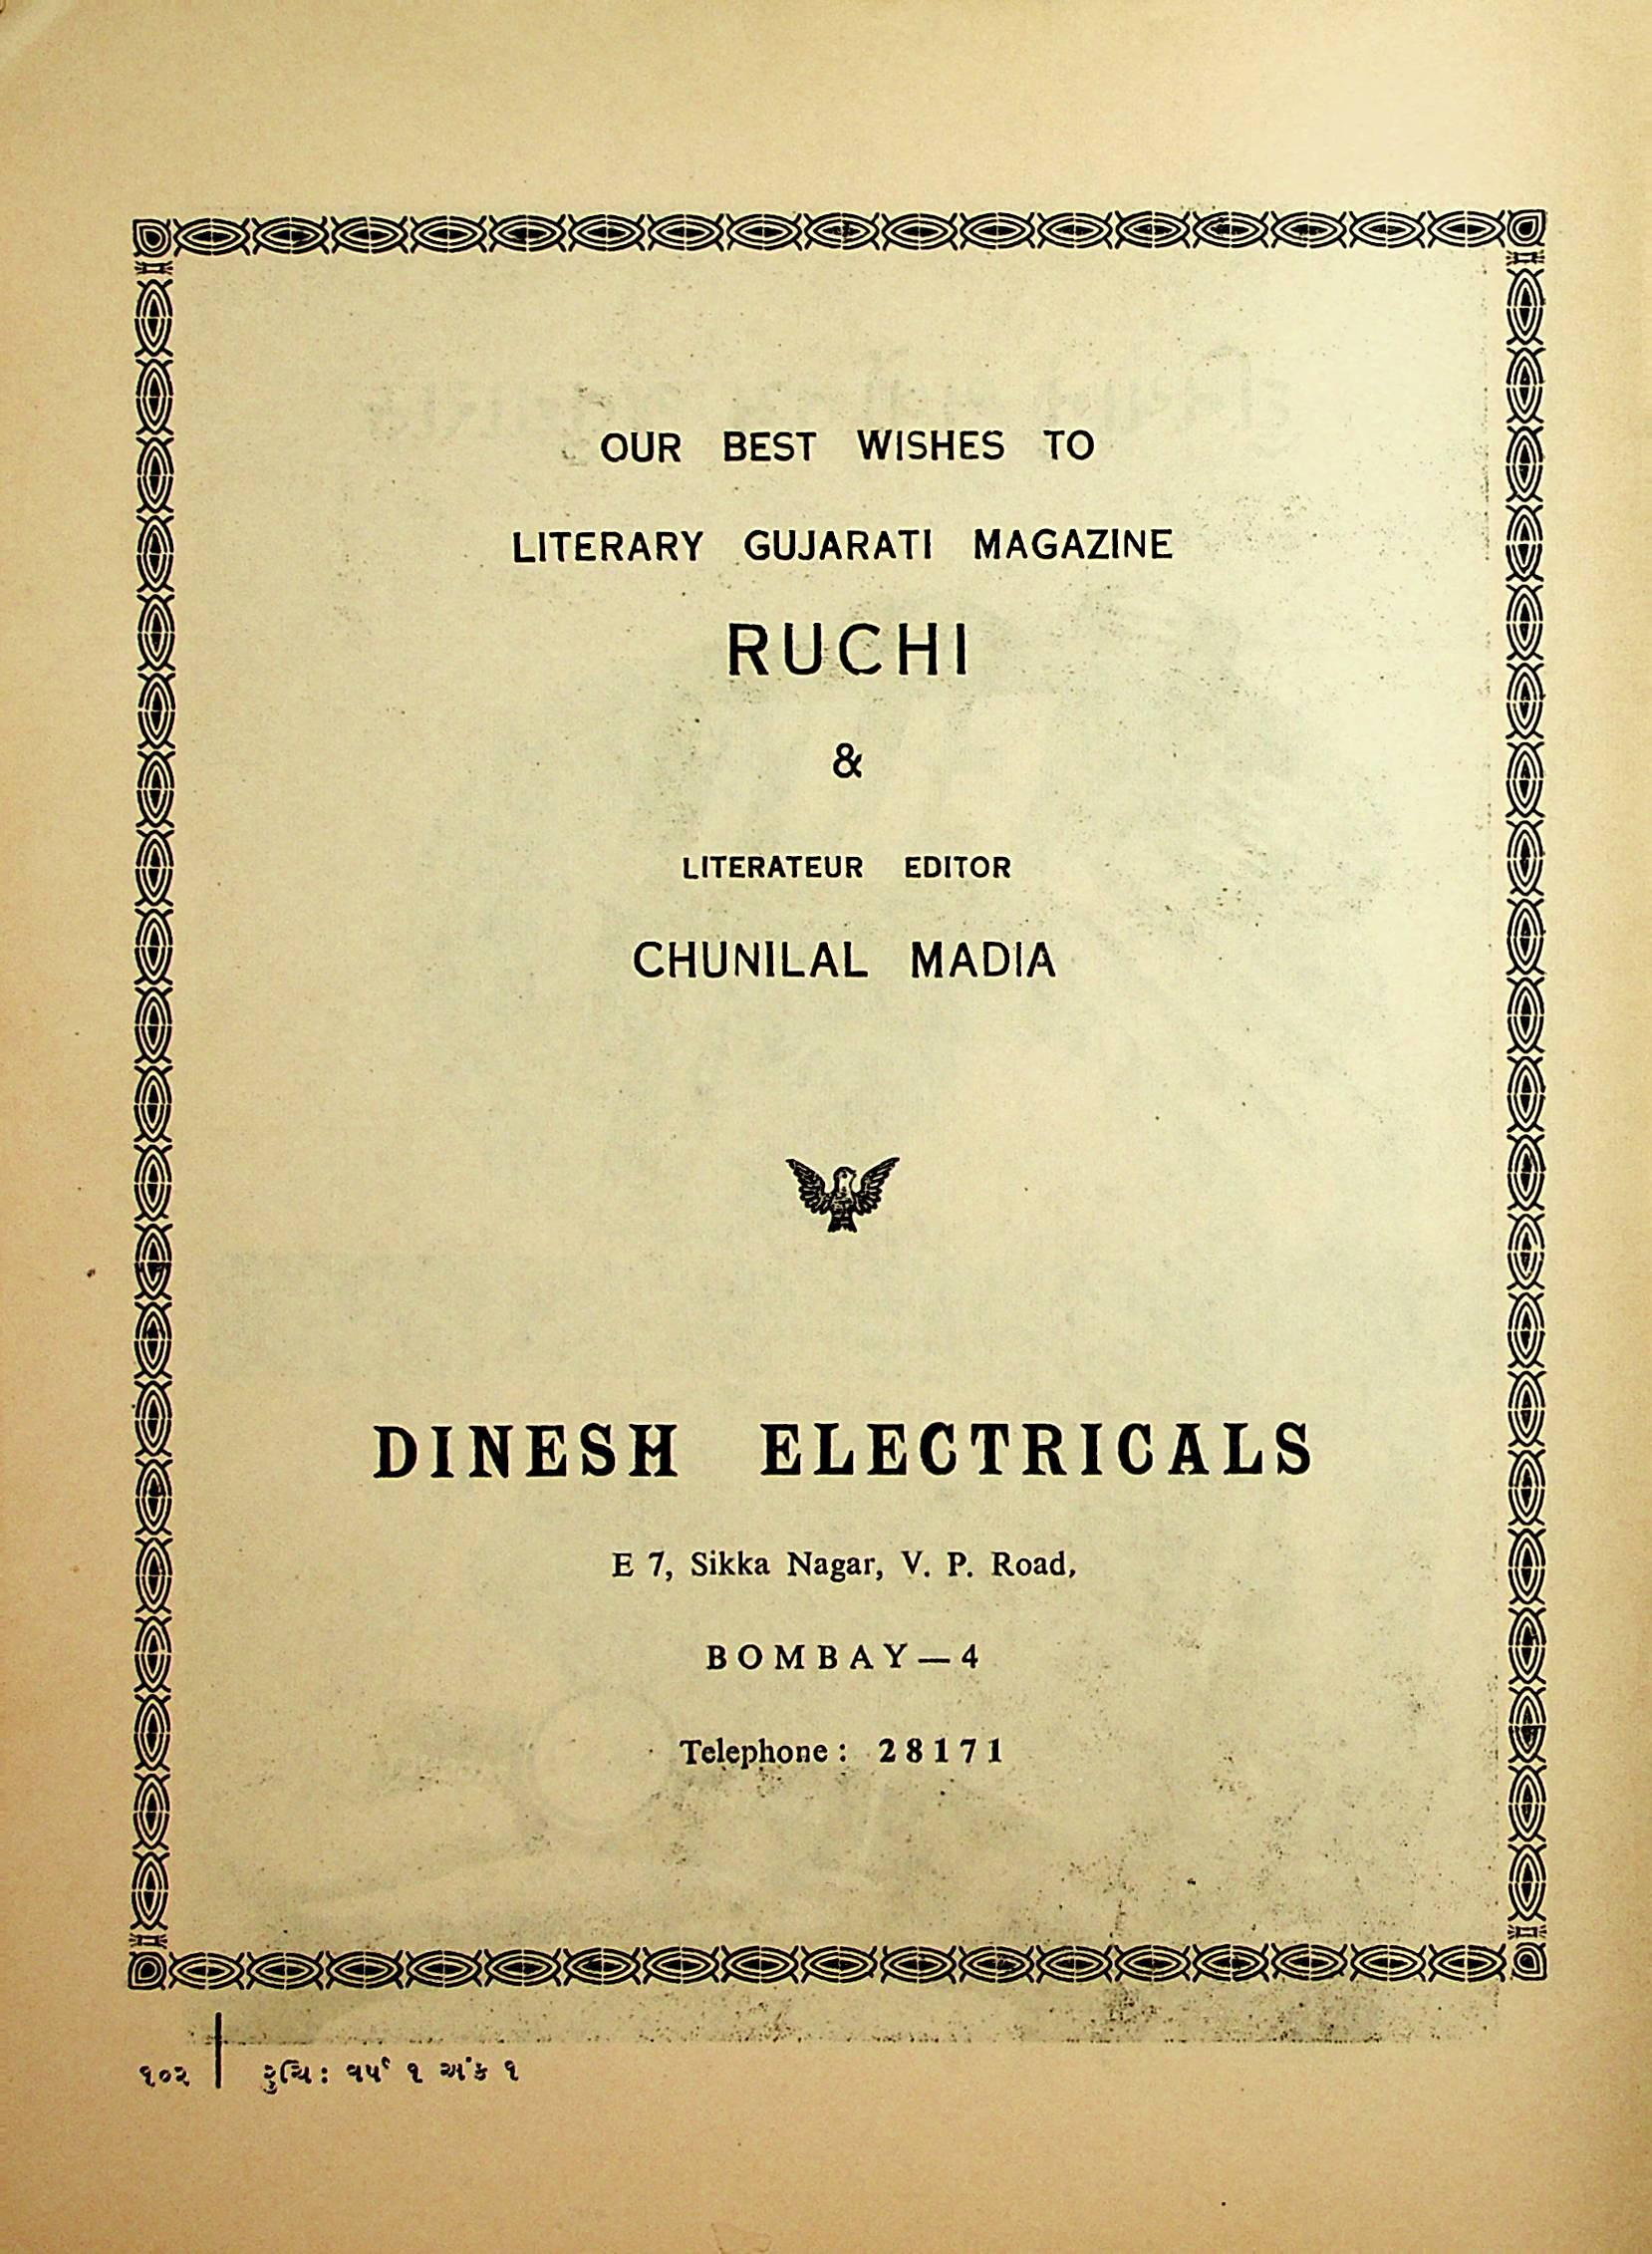 OUR BEST WISHES TO
LITERARY GUJARATI MAGAZINE
RUCHI
&
LITERATEUR EDITOR
CHUNILAL MADIA
DINESH ELECTRICALS
E 7, Sikka Nagar, V. P. Road,
BOMBAY—4
Telephone: 28171
૧૦૨ | રુચિ: વર્ષ ૧ અંક ૧